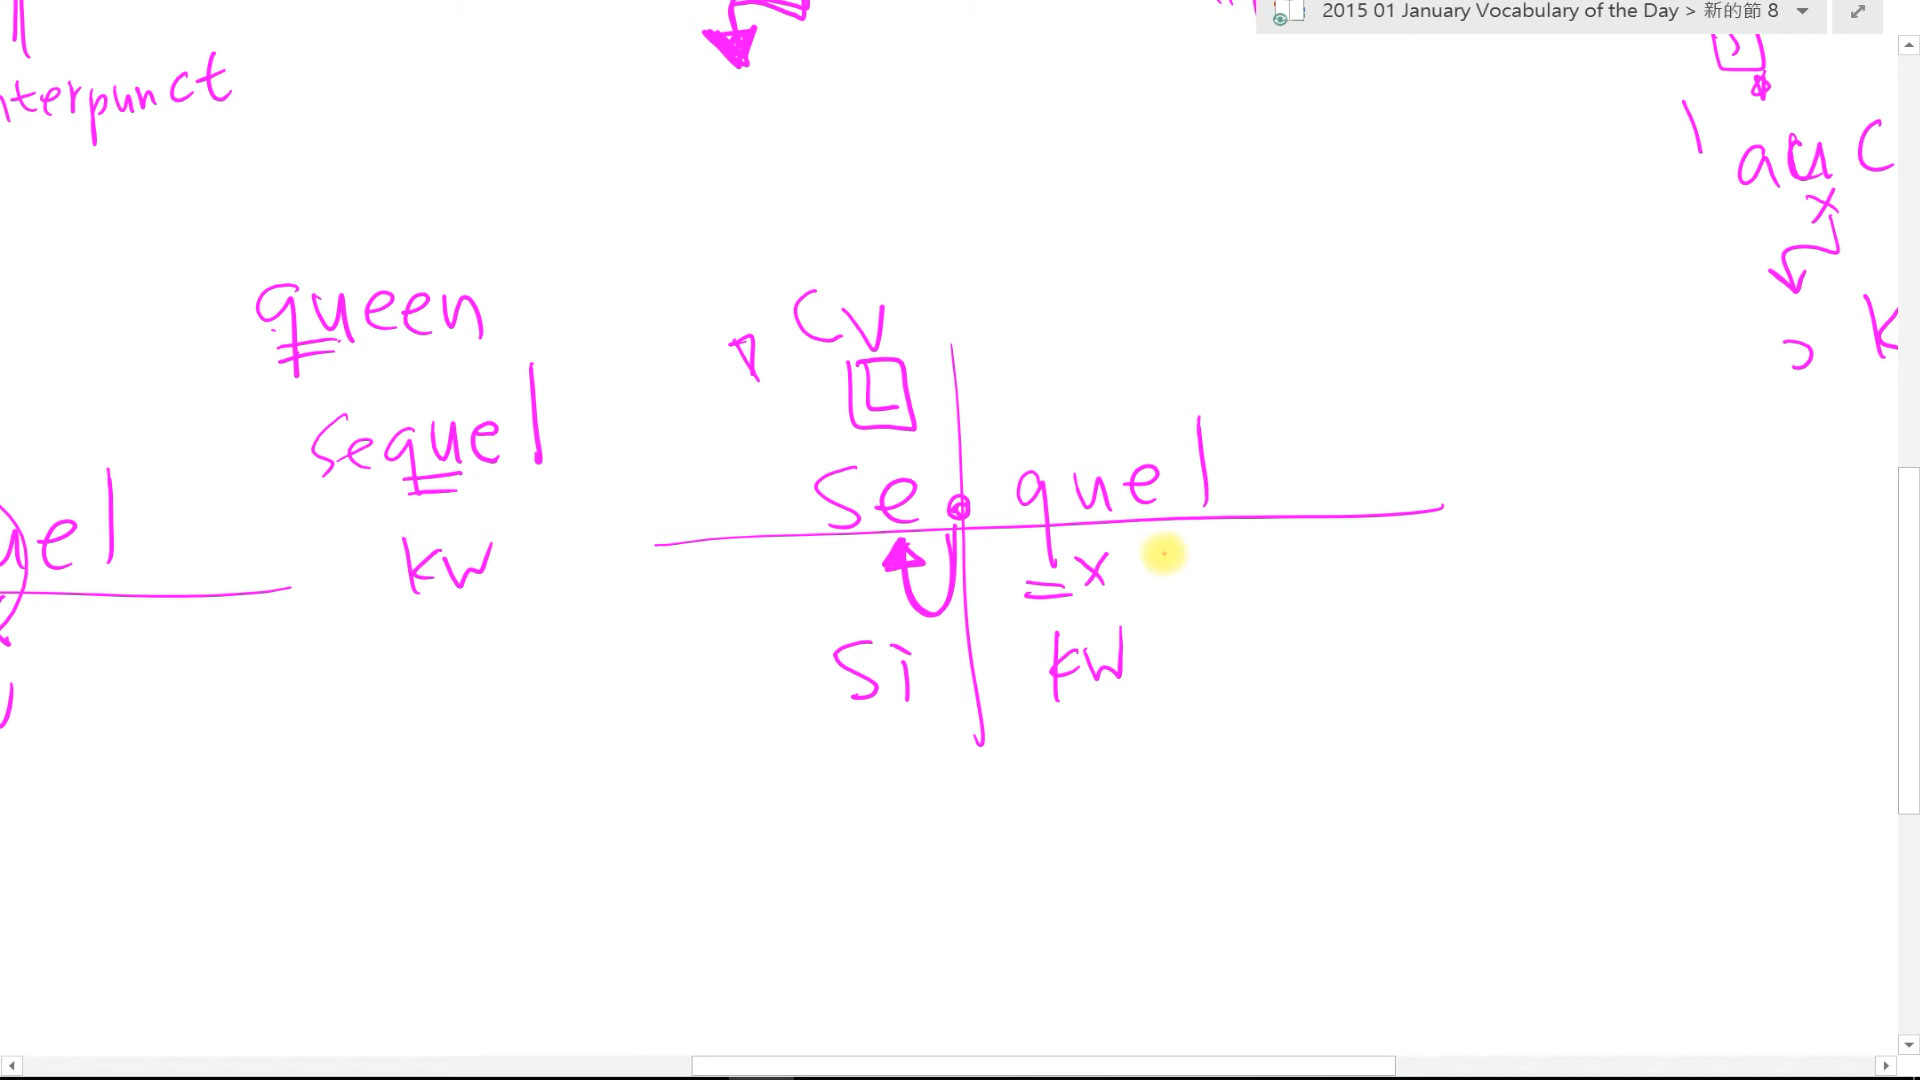 2015 01 January Vocabulary of the Day > 新的節 8
nterpunct
auc
x
K
queen
sequel
kw
CV
L
se • quel
x
si kw
el